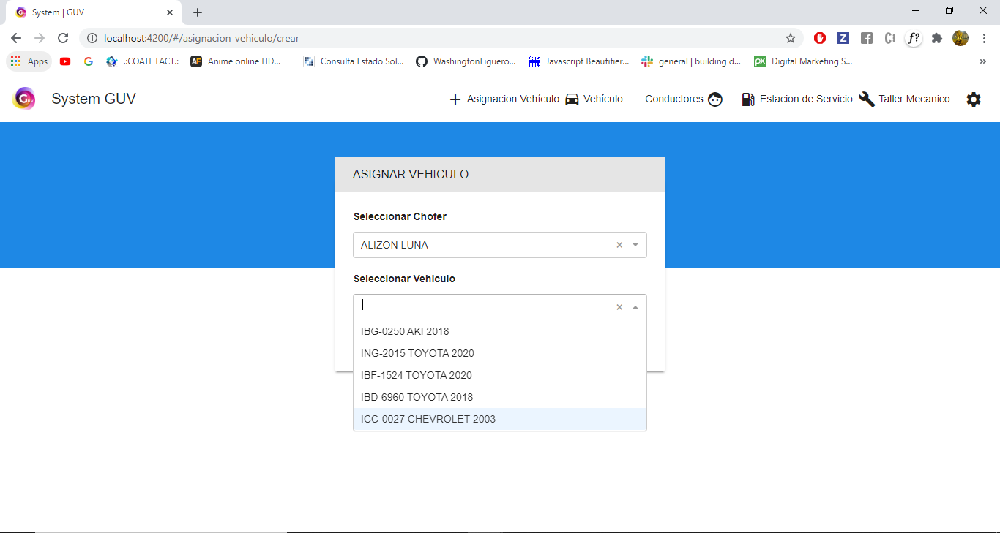 System | GUV
localhost:4200/#/asignacion-vehiculo/crear
Apps .:COATL FACT.: Anime online HD... Consulta Estado Sol... WashingtonFiguero... Javascript Beautifier... general | building d... Digital Marketing S... »
System GUV Asignacion Vehículo Vehículo Conductores Estacion de Servicio Taller Mecanico
ASIGNAR VEHICULO
Seleccionar Chofer
ALIZON LUNA
Seleccionar Vehiculo
IBG-0250 AKI 2018
ING-2015 TOYOTA 2020
IBF-1524 TOYOTA 2020
IBD-6960 TOYOTA 2018
ICC-0027 CHEVROLET 2003